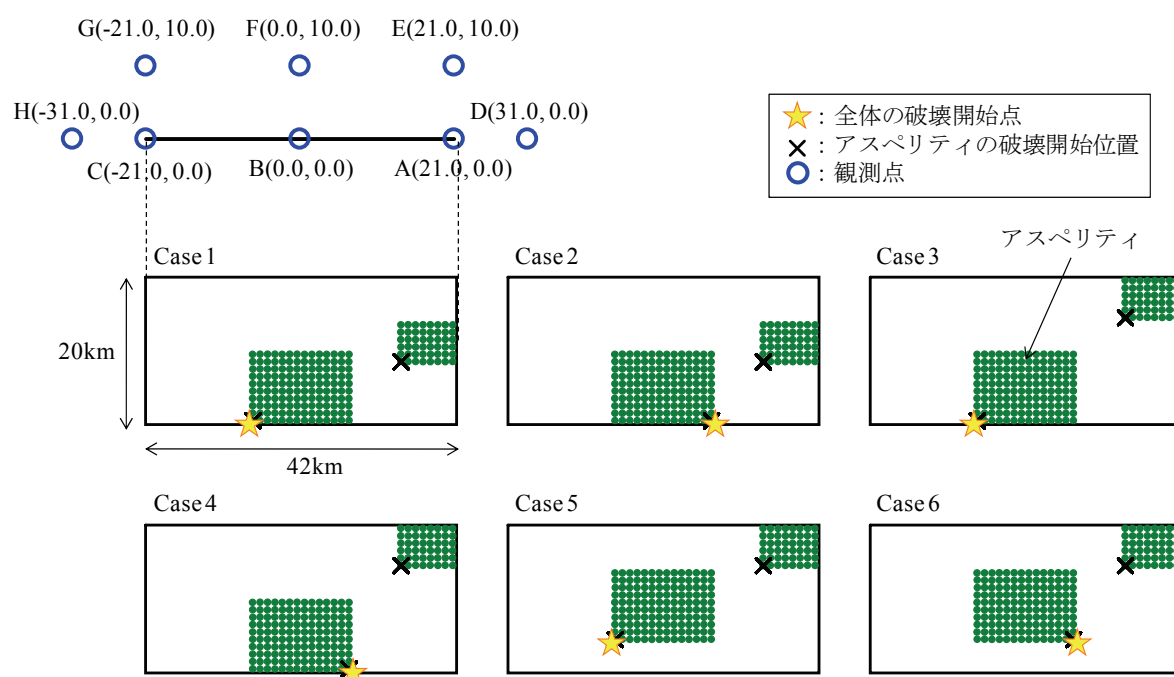 G(-21.0, 10.0) F(0.0, 10.0) E(21.0, 10.0)
H(-31.0, 0.0) D(31.0, 0.0)
C(-21.0, 0.0) B(0.0, 0.0) A(21.0, 0.0)
：全体の破壊開始点
：アスペリティの破壊開始位置
：観測点
アスペリティ
Case 1 Case 2 Case 3
20km
42km
Case 4 Case 5 Case 6